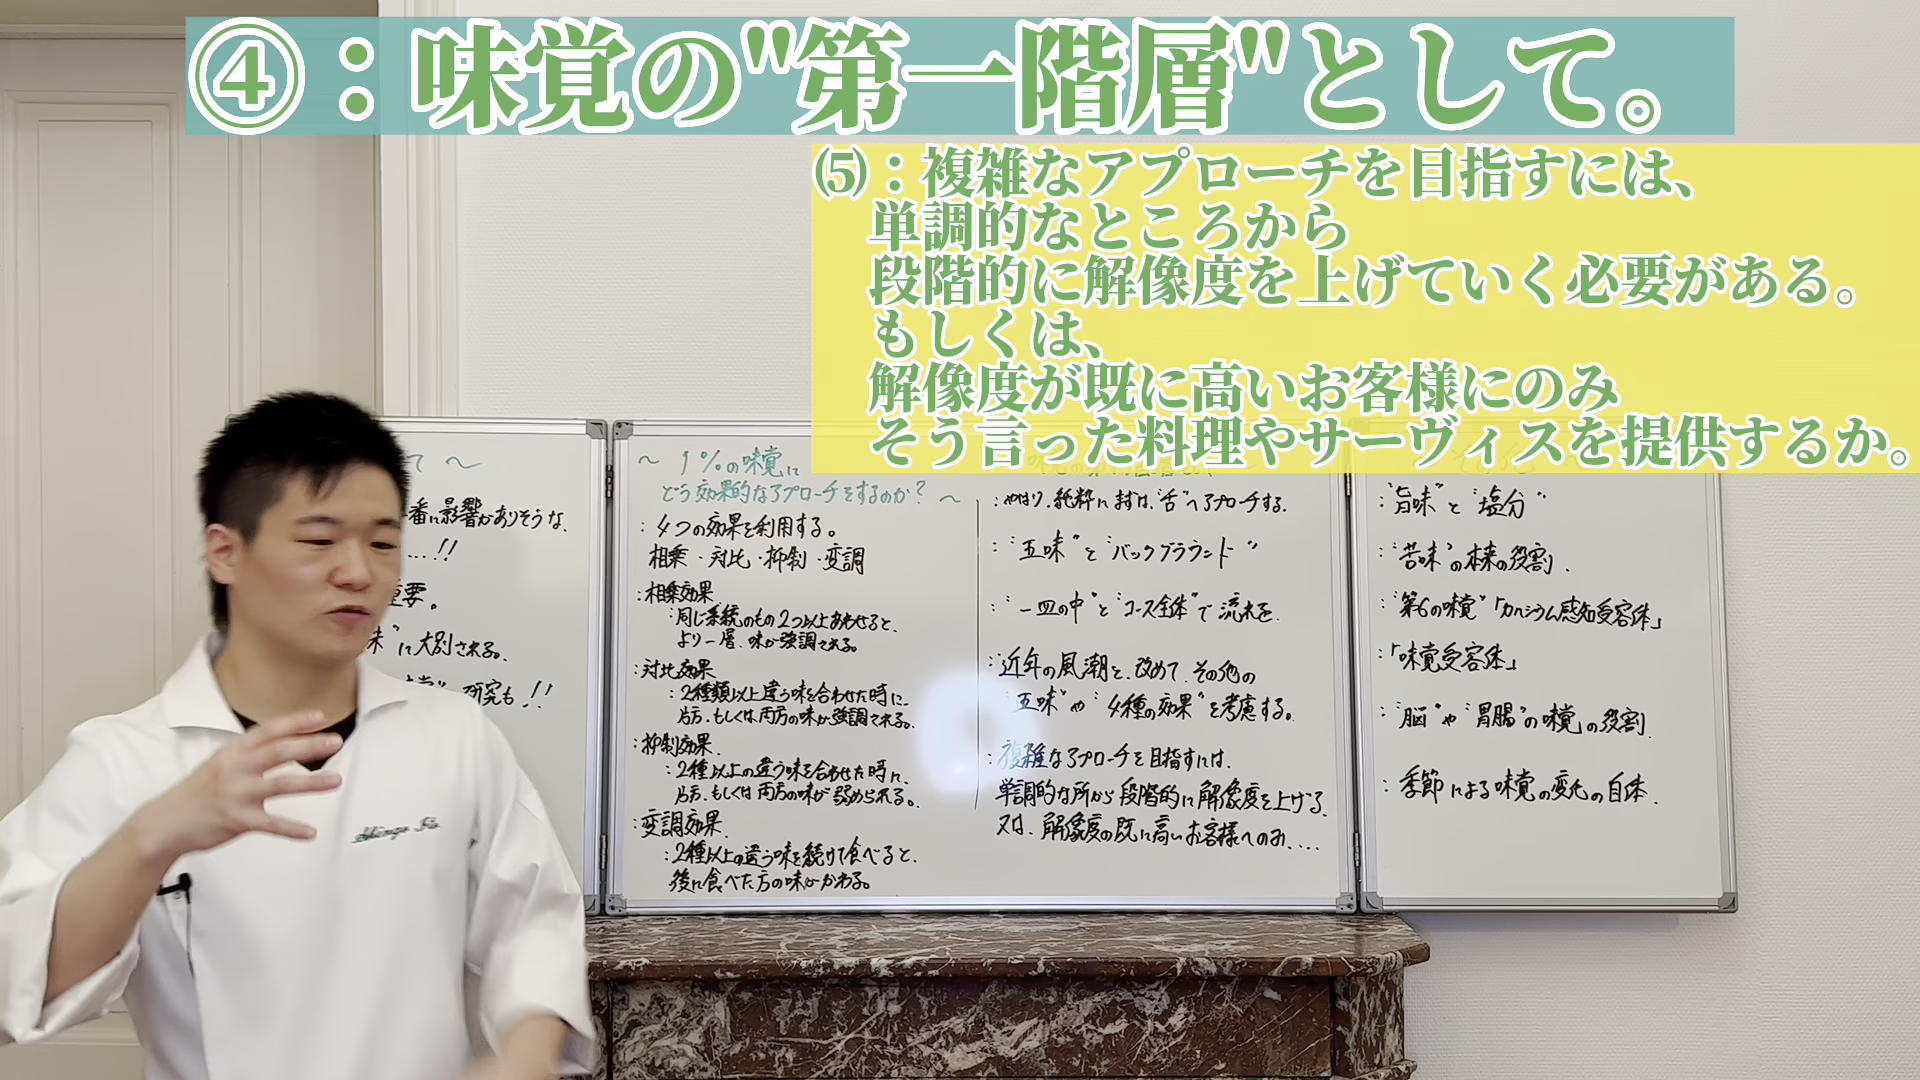 ④：味覚の"第一階層"として。
⑸：複雑なアプローチを目指すには、
単調的なところから
段階的に解像度を上げていく必要がある。
もしくは、
解像度が既に高いお客様にのみ
そう言った料理やサーヴィスを提供するか。
て 〜
番に影響がありそうな.
...!!
重要。
味"に大別される。
研究も!!
〜 1%の味覚に
どう効果的なアプローチをするのか? 〜
:4つの効果を利用する。
相乗・対比・抑制・変調
:相乗効果
:同じ系統のもの2つ以上あわせると、
より一層、味が強調される。
:対比効果
:2種類以上違う味を合わせた時に、
片方、もしくは両方の味が強調される。
:抑制効果.
:2種以上の違う味を合わせた時に、
片方、もしくは両方の味が弱められる。
:変調効果.
:2種以上の違う味を続けて食べると、
後に食べた方の味がかわる。
:やはり、純粋にまずは、"舌"へアプローチする.
:"五味"と"バックグラウンド"
:"一皿の中"と"コース全体"で流れを.
:近年の風潮と、改めて、その他の
"五味"や"4種の効果"を考慮する。
:複雑なアプローチを目指すには、
単調的な所から段階的に解像度を上げる.
又は、解像度の既に高いお客様へのみ....
:"旨味"と"塩分"
:"苦味"の本来の役割.
:"第6の味覚"「カルシウム感知受容体」
:「味覚受容体」
:"脳"や"胃腸"の味覚」の役割.
:季節による味覚の変化の自体.